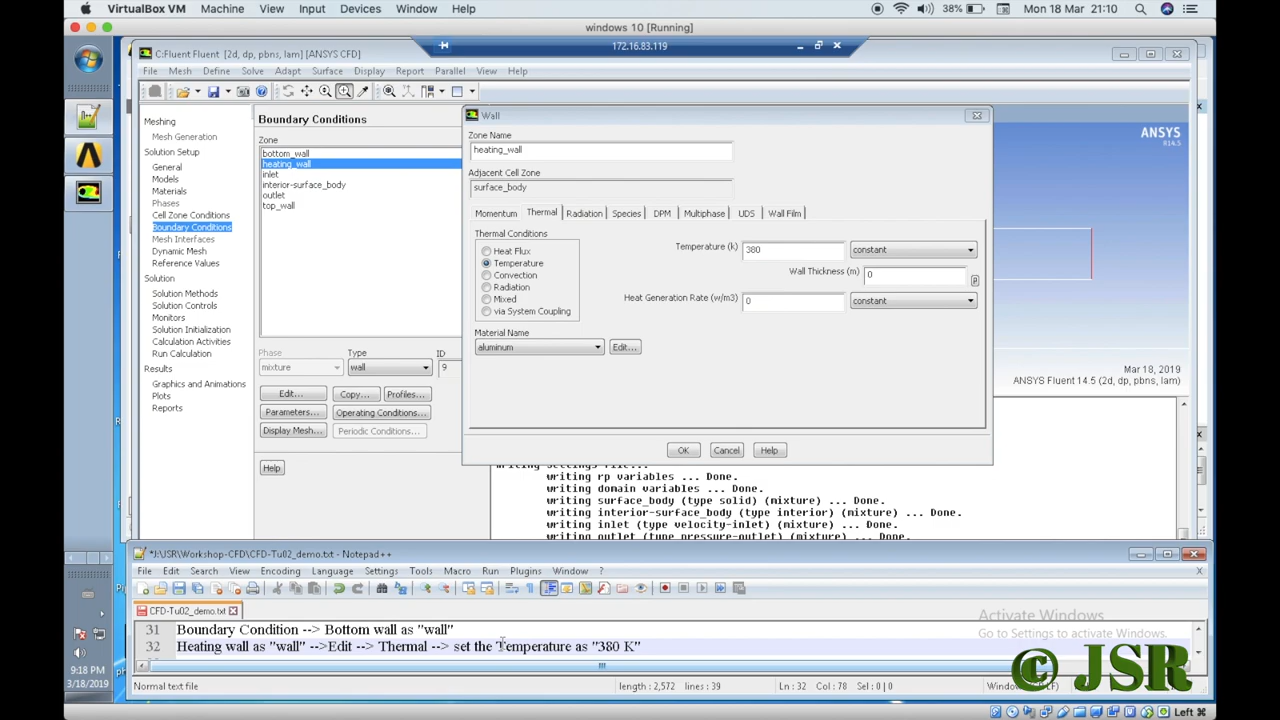 VirtualBox VM Machine View Input Devices Window Help 38% Mon 18 Mar 21:10
windows 10 [Running]
172.16.83.119
C:Fluent Fluent [2d, dp, pbns, lam] [ANSYS CFD]
File Mesh Define Solve Adapt Surface Display Report Parallel View Help
Meshing
Mesh Generation
Solution Setup
General
Models
Materials
Phases
Cell Zone Conditions
Boundary Conditions
Mesh Interfaces
Dynamic Mesh
Reference Values
Solution
Solution Methods
Solution Controls
Monitors
Solution Initialization
Calculation Activities
Run Calculation
Results
Graphics and Animations
Plots
Reports
Boundary Conditions
Zone
bottom_wall
heating_wall
inlet
interior-surface_body
outlet
top_wall
Phase Type ID
mixture wall 9
Edit... Copy... Profiles...
Parameters... Operating Conditions...
Display Mesh... Periodic Conditions...
Help
Wall
Zone Name
heating_wall
Adjacent Cell Zone
surface_body
Momentum Thermal Radiation Species DPM Multiphase UDS Wall Film
Thermal Conditions
Heat Flux
Temperature
Convection
Radiation
Mixed
via System Coupling
Temperature (k) 380 constant
Wall Thickness (m) 0 P
Heat Generation Rate (w/m3) 0 constant
Material Name
aluminum Edit...
OK Cancel Help
ANSYS
R14.5
Mar 18, 2019
ANSYS Fluent 14.5 (2d, dp, pbns, lam)
writing settings file...
writing rp variables ... Done.
writing domain variables ... Done.
writing surface_body (type solid) (mixture) ... Done.
writing interior-surface_body (type interior) (mixture) ... Done.
writing inlet (type velocity-inlet) (mixture) ... Done.
writing outlet (type pressure-outlet) (mixture) ... Done.
*J:\JSR\Workshop-CFD\CFD-Tu02_demo.txt - Notepad++
File Edit Search View Encoding Language Settings Tools Macro Run Plugins Window ? X
CFD-Tu02_demo.txt
31 Boundary Condition --> Bottom wall as "wall"
32 Heating wall as "wall" -->Edit --> Thermal --> set the Temperature as "380 K"
Normal text file length : 2,572 lines : 39 Ln : 32 Col : 78 Sel : 0 | 0
Activate Windows
Go to Settings to activate Windows.
© JSR
9:18 PM
3/18/2019
Left ⌘